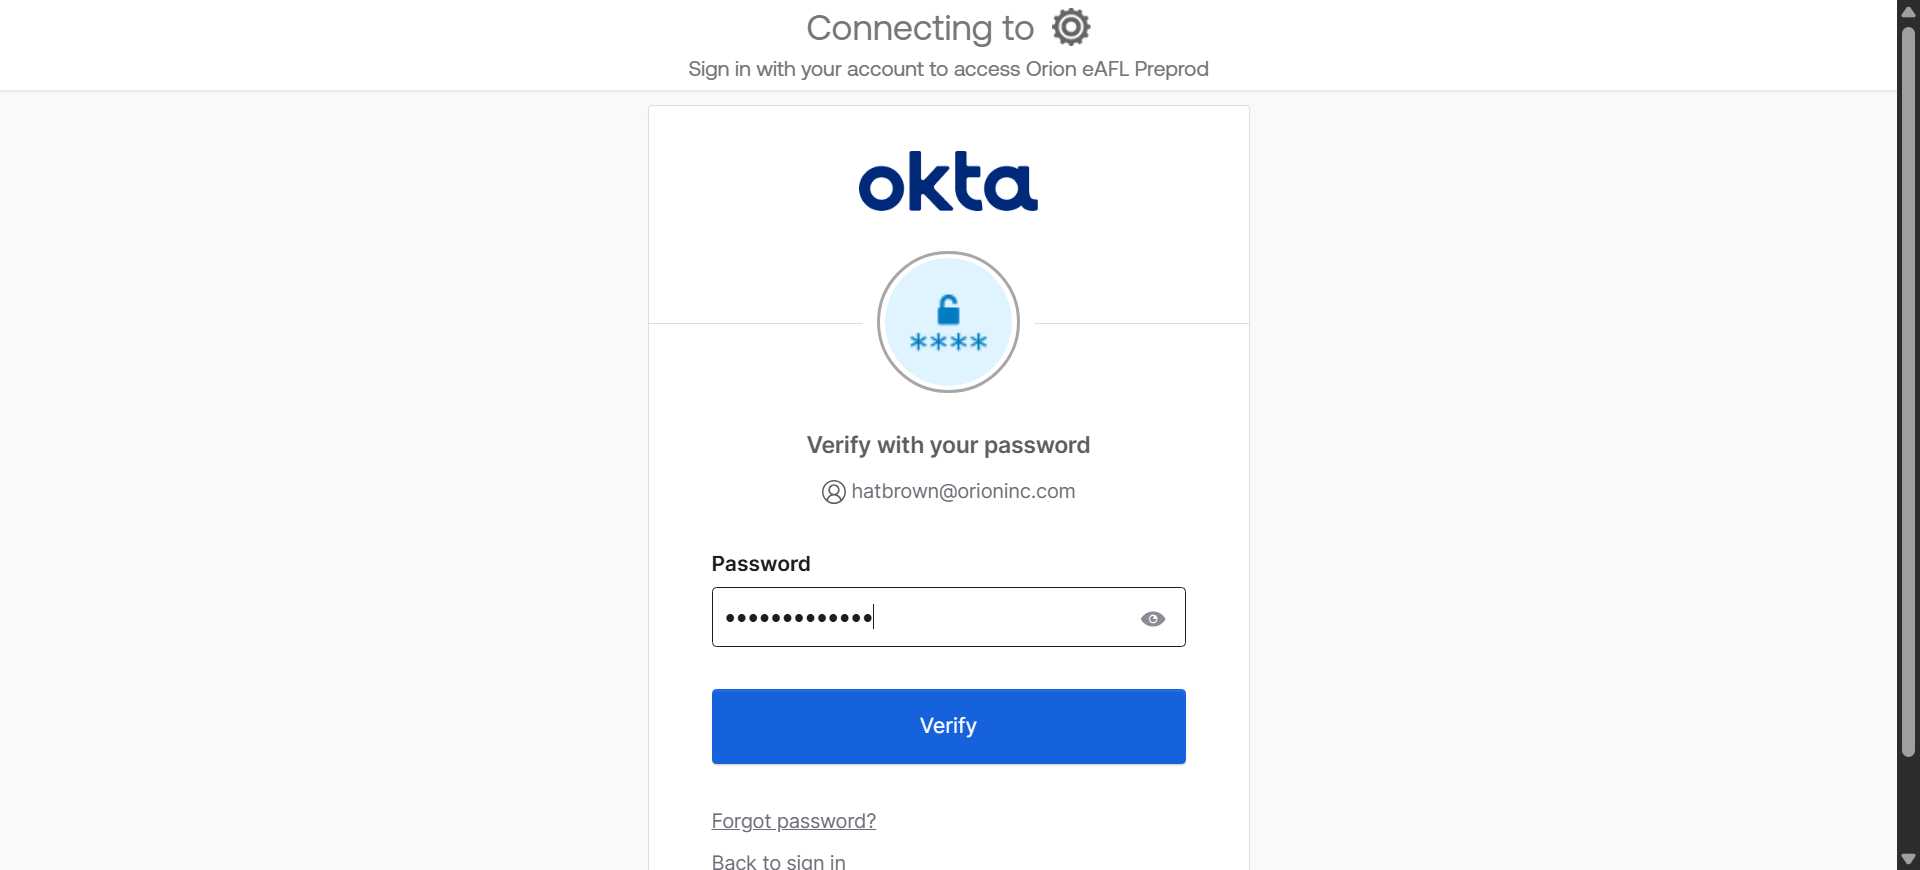 Connecting to
Sign in with your account to access Orion eAFL Preprod
okta
****
Verify with your password
hatbrown@orioninc.com
Password
•••••••••••••
Verify
Forgot password?
Back to sign in